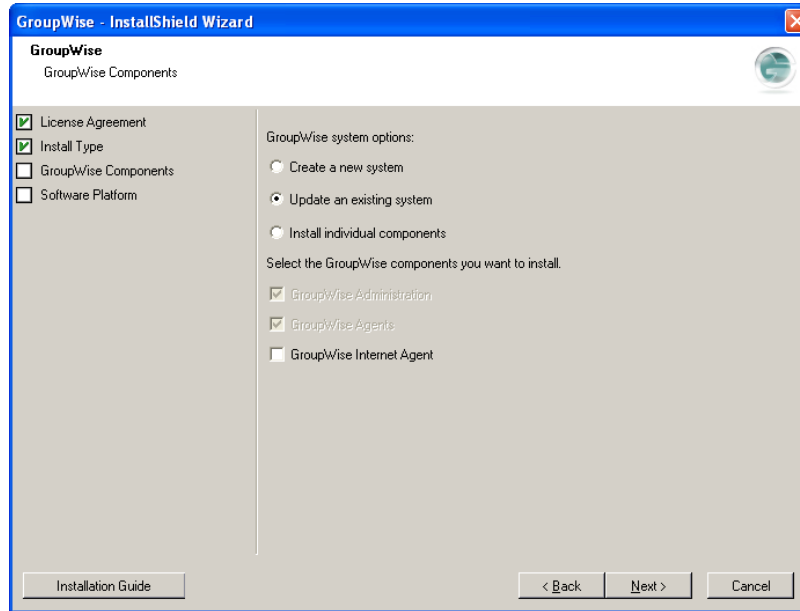 GroupWise - InstallShield Wizard
GroupWise
GroupWise Components
License Agreement
Install Type
GroupWise Components
Software Platform
GroupWise system options:
Create a new system
Update an existing system
Install individual components
Select the GroupWise components you want to install.
GroupWise Administration
GroupWise Agents
GroupWise Internet Agent
Installation Guide
< Back
Next >
Cancel